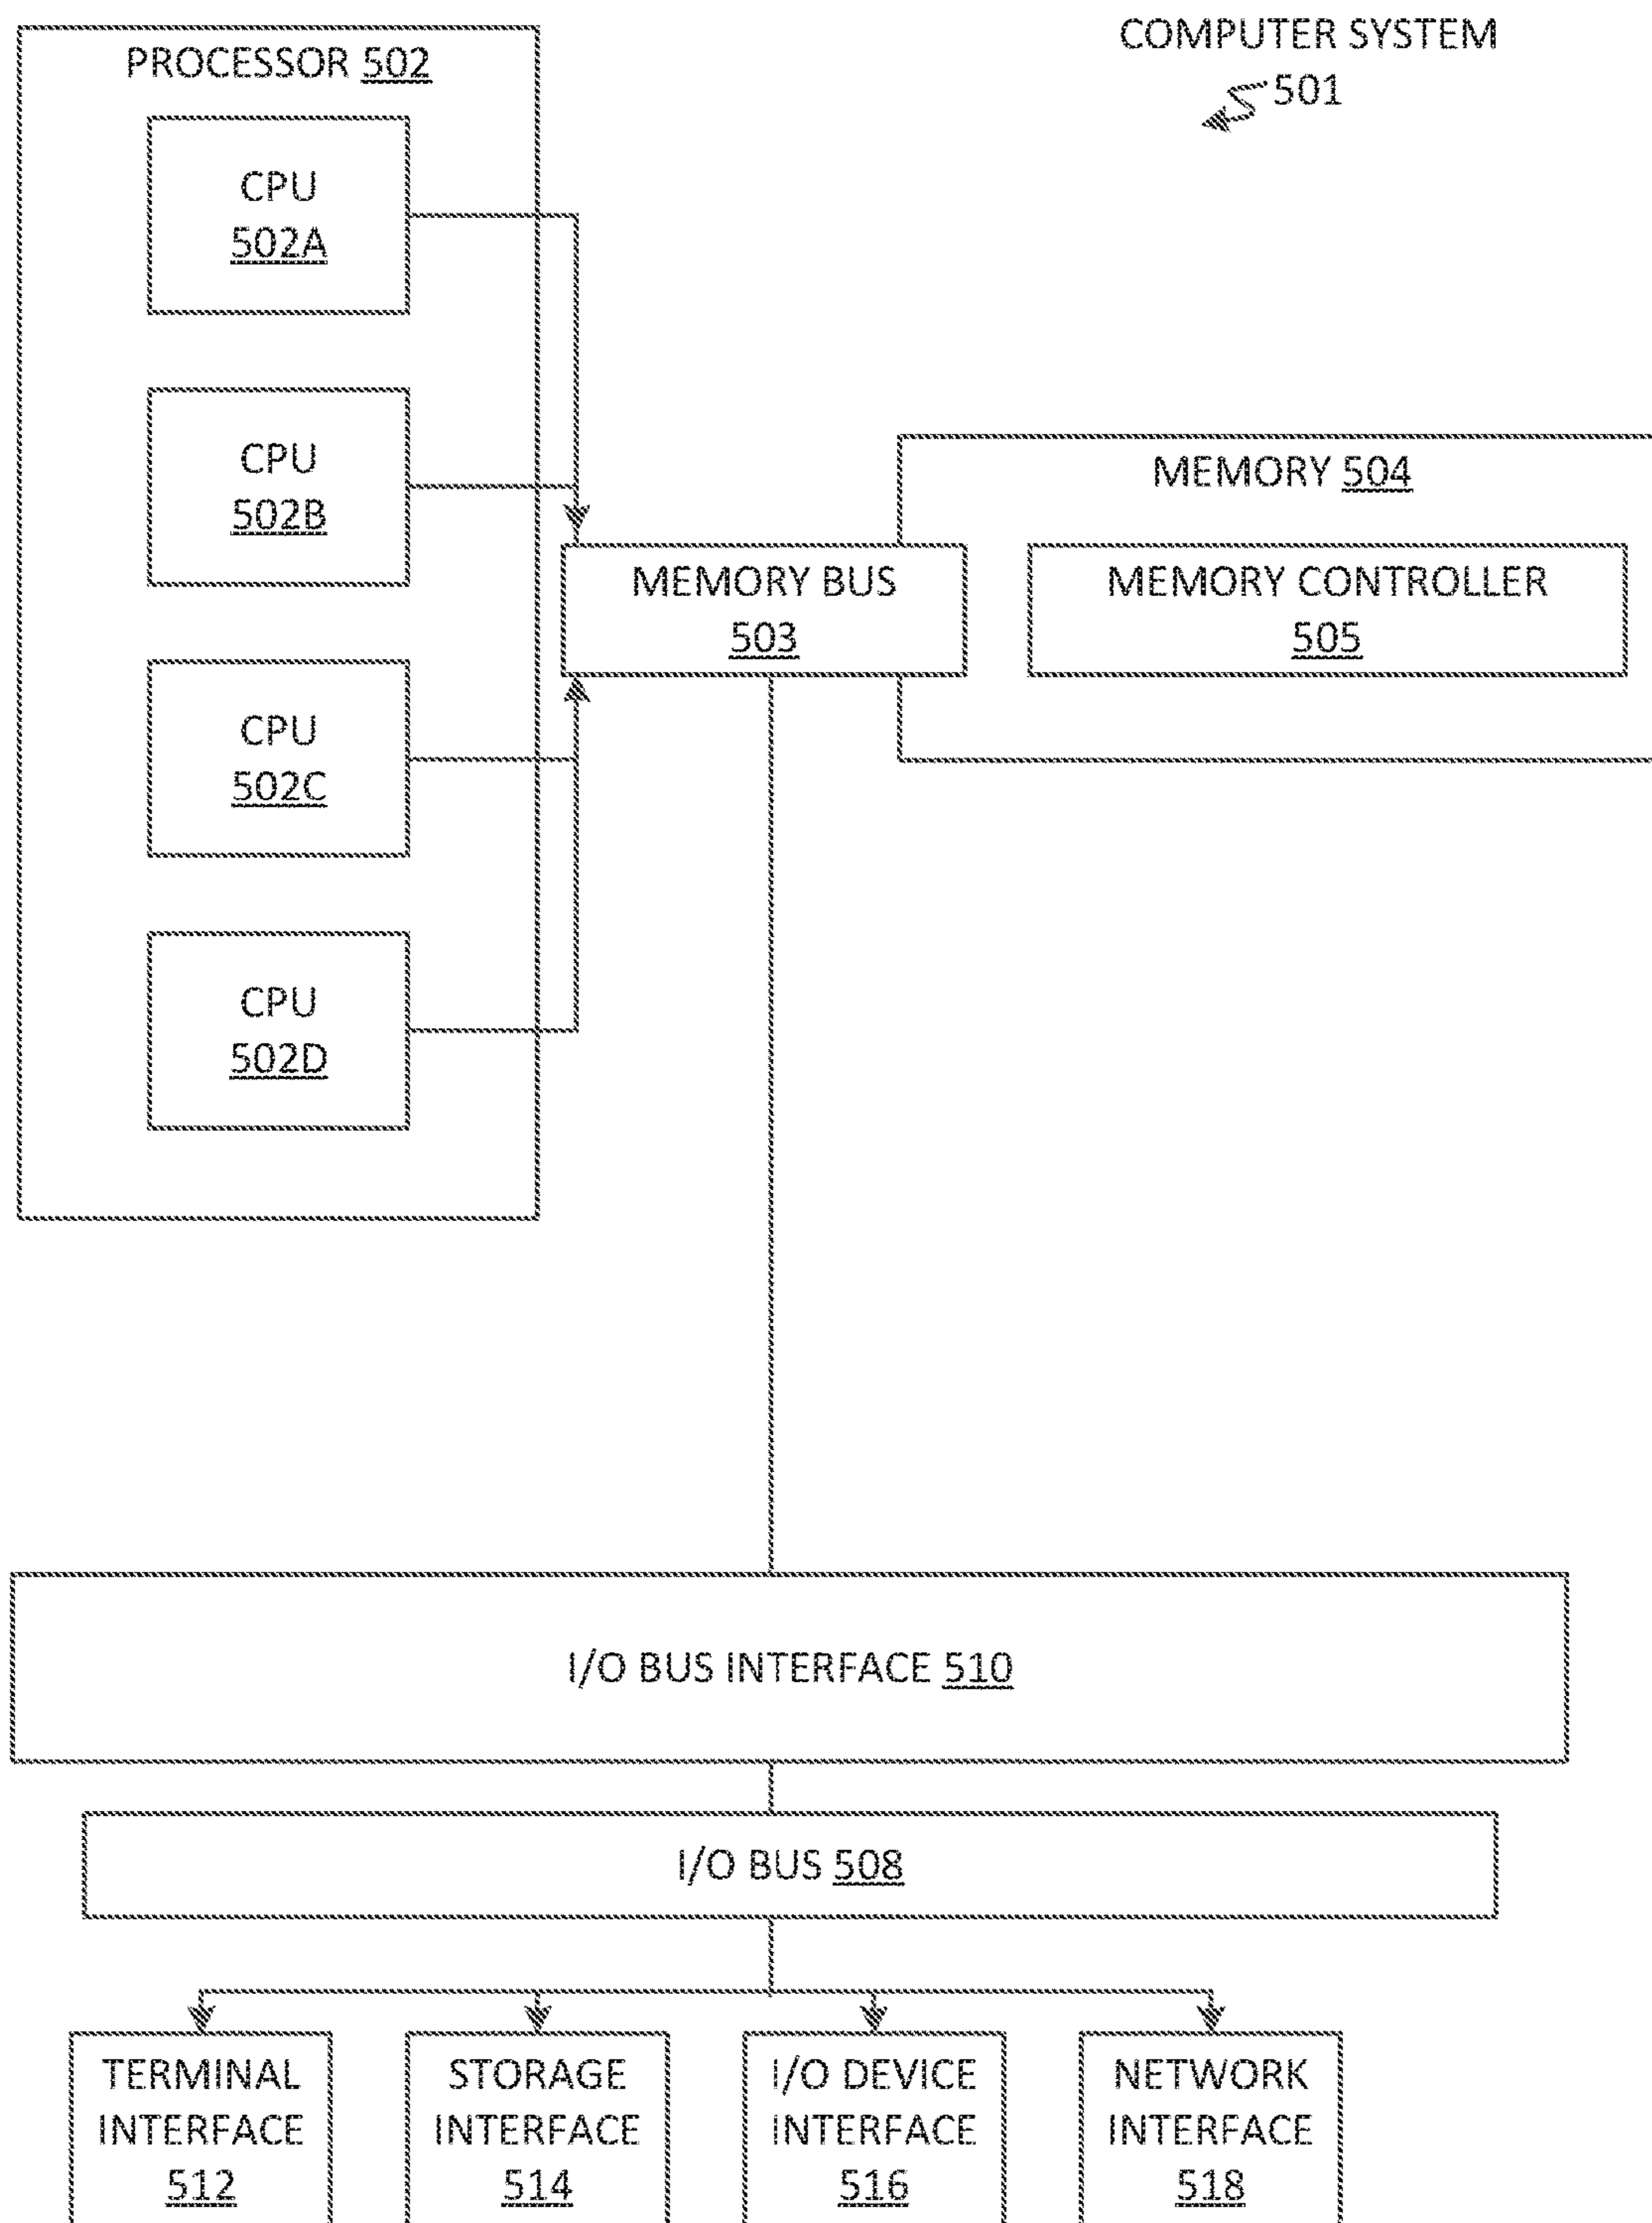 COMPUTER SYSTEM
501
PROCESSOR 502
CPU
502A
CPU
502B
CPU
502C
CPU
502D
MEMORY 504
MEMORY BUS
503
MEMORY CONTROLLER
505
I/O BUS INTERFACE 510
I/O BUS 508
TERMINAL
INTERFACE
512
STORAGE
INTERFACE
514
I/O DEVICE
INTERFACE
516
NETWORK
INTERFACE
518